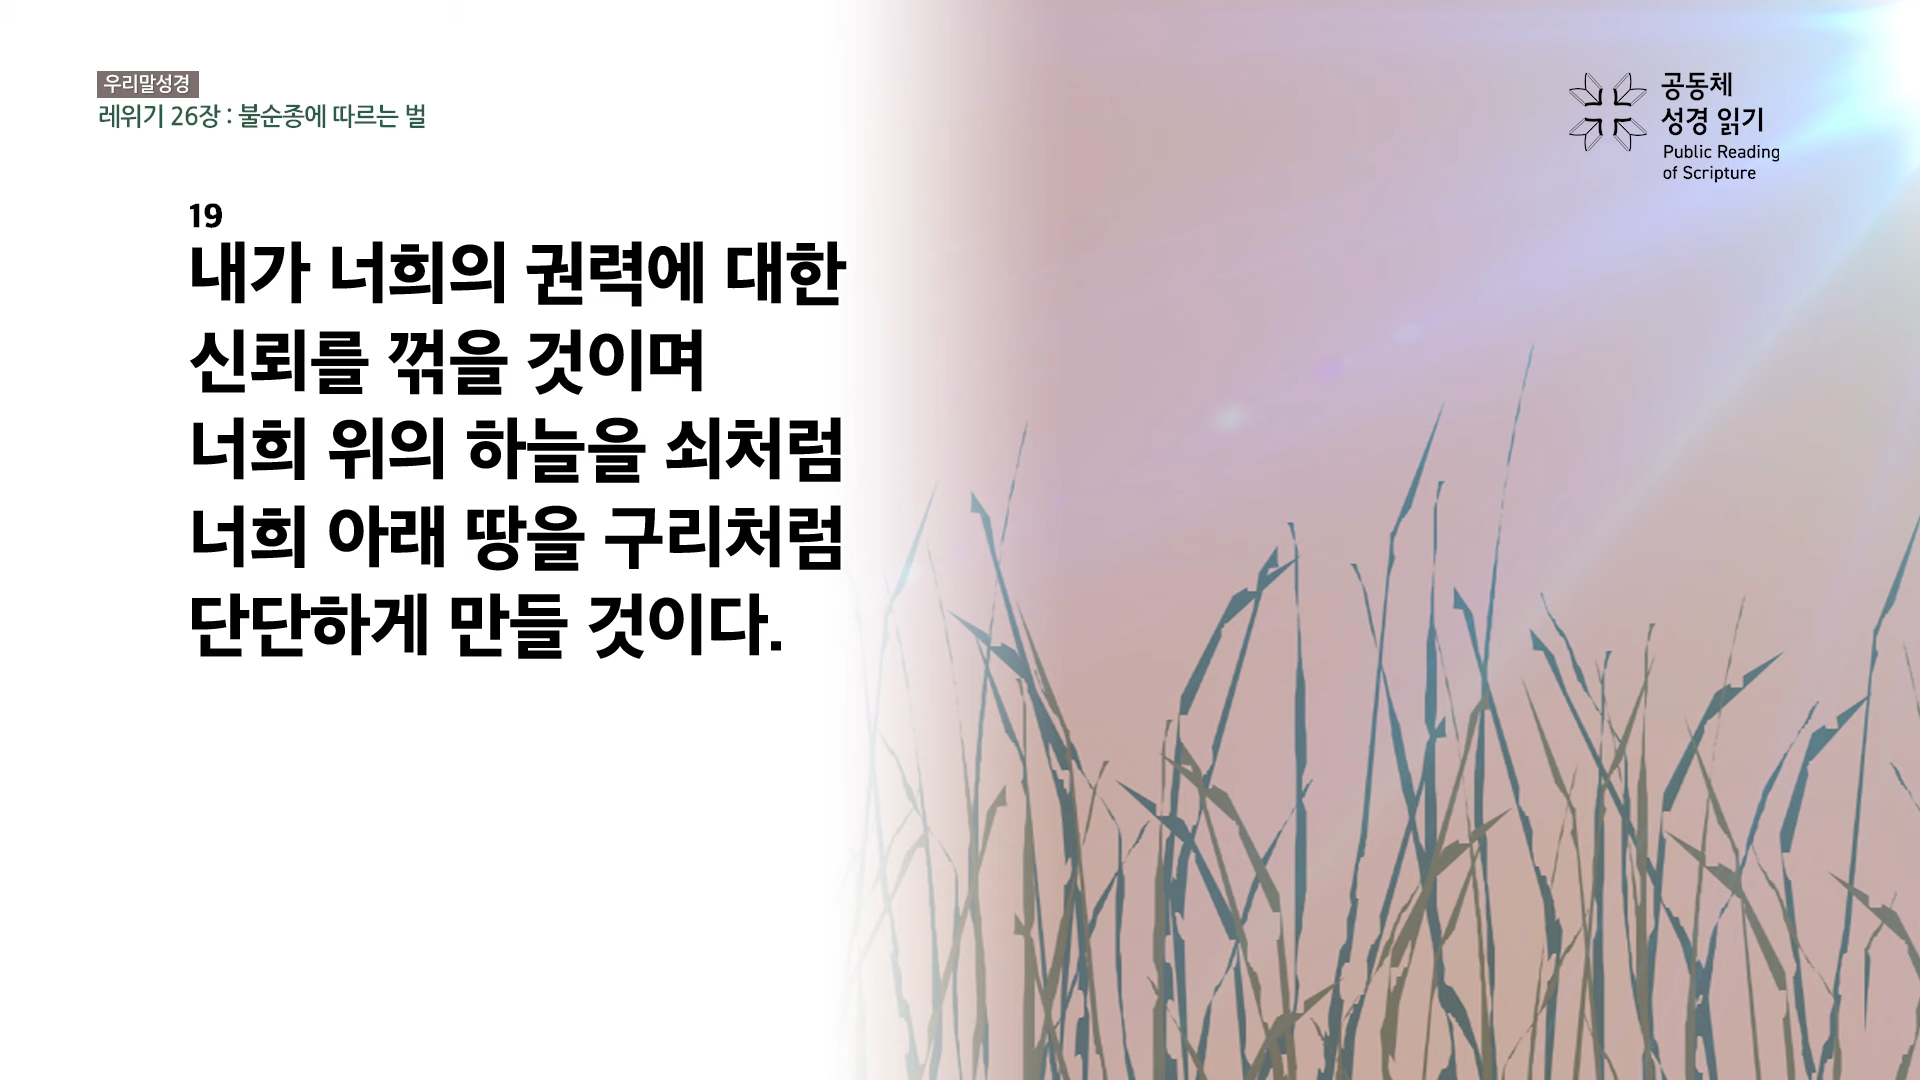 우리말성경
레위기 26장 : 불순종에 따르는 벌
공동체
성경 읽기
Public Reading
of Scripture
19
내가 너희의 권력에 대한
신뢰를 꺾을 것이며
너희 위의 하늘을 쇠처럼
너희 아래 땅을 구리처럼
단단하게 만들 것이다.